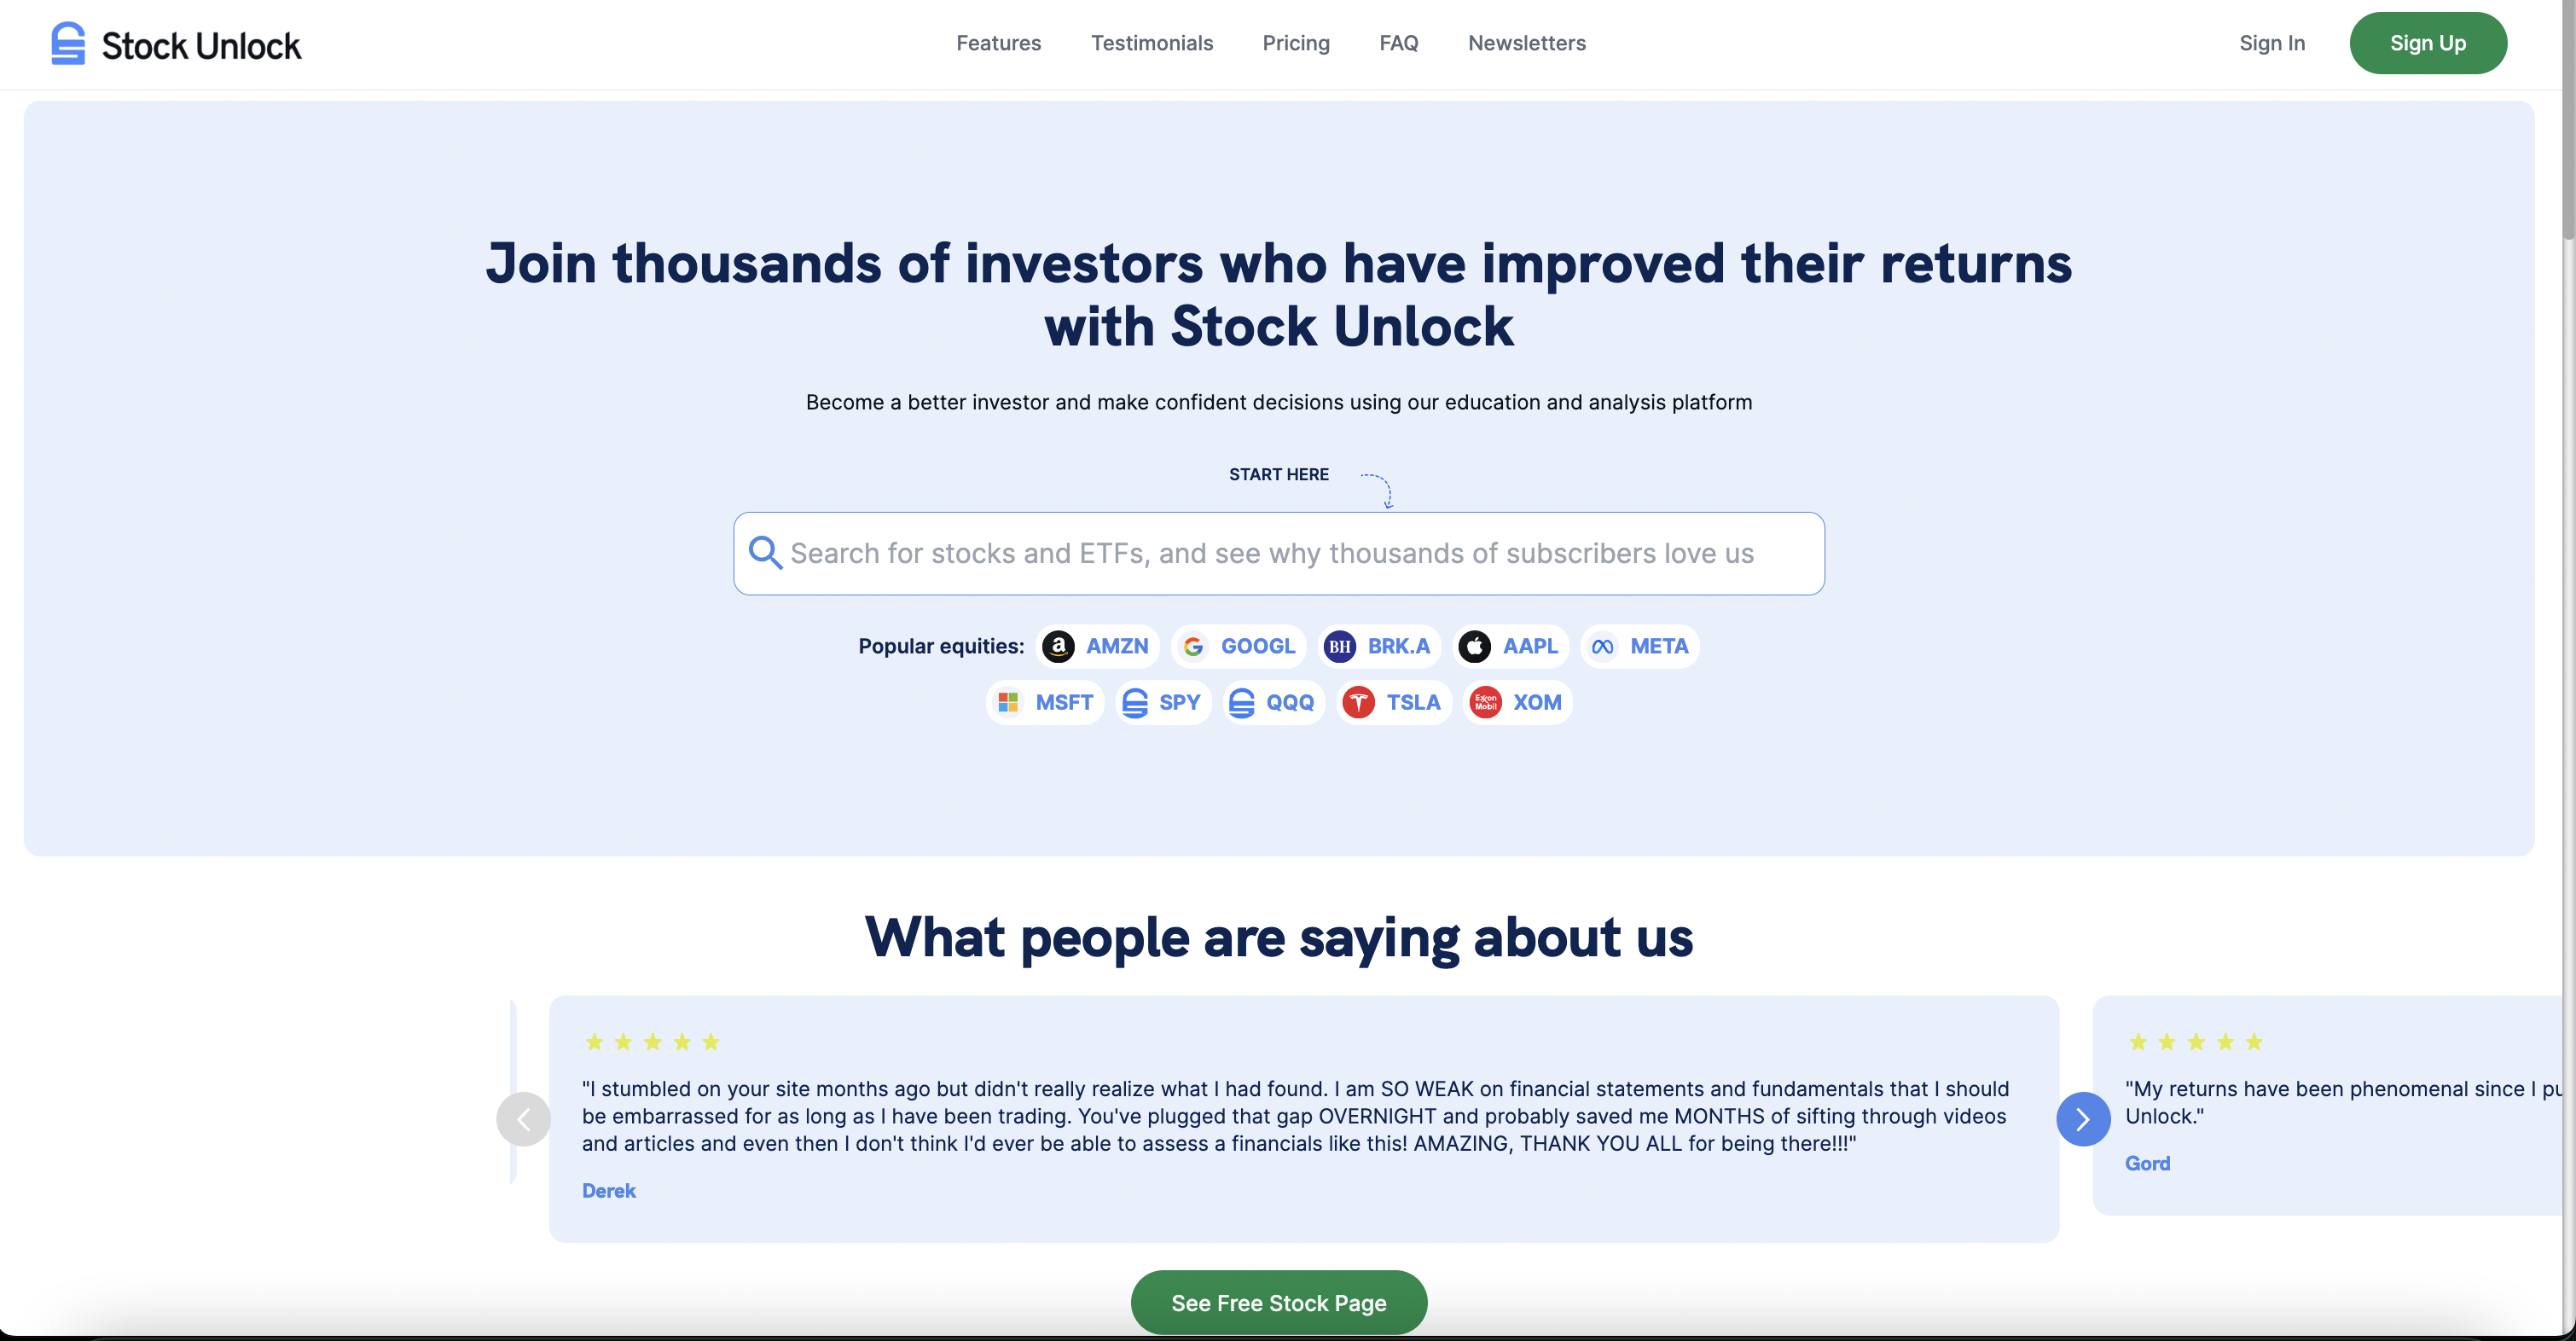 Stock Unlock
Features Testimonials Pricing FAQ Newsletters
Sign In Sign Up
Join thousands of investors who have improved their returns
with Stock Unlock
Become a better investor and make confident decisions using our education and analysis platform
START HERE
Search for stocks and ETFs, and see why thousands of subscribers love us
Popular equities: a AMZN G GOOGL BH BRK.A AAPL META
MSFT SPY QQQ TSLA Exxon Mobil XOM
What people are saying about us
"I stumbled on your site months ago but didn't really realize what I had found. I am SO WEAK on financial statements and fundamentals that I should
be embarrassed for as long as I have been trading. You've plugged that gap OVERNIGHT and probably saved me MONTHS of sifting through videos
and articles and even then I don't think I'd ever be able to assess a financials like this! AMAZING, THANK YOU ALL for being there!!!"
Derek
"My returns have been phenomenal since I pu
Unlock."
Gord
See Free Stock Page